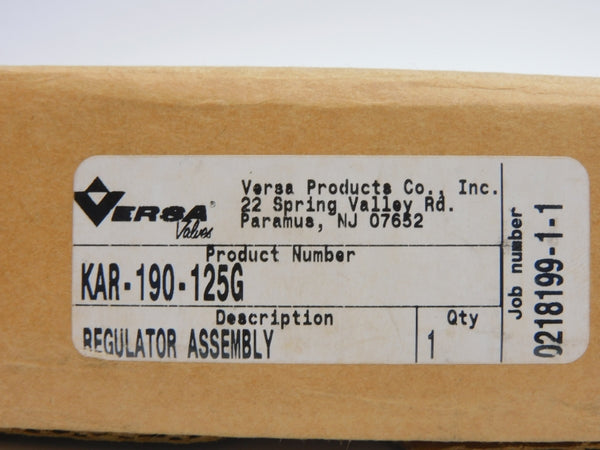 VERSA®
Valves
Versa Products Co., Inc.
22 Spring Valley Rd.
Paramus, NJ 07652
Product Number
KAR-190-125G
Description
REGULATOR ASSEMBLY
Qty
1
Job number
0218199-1-1